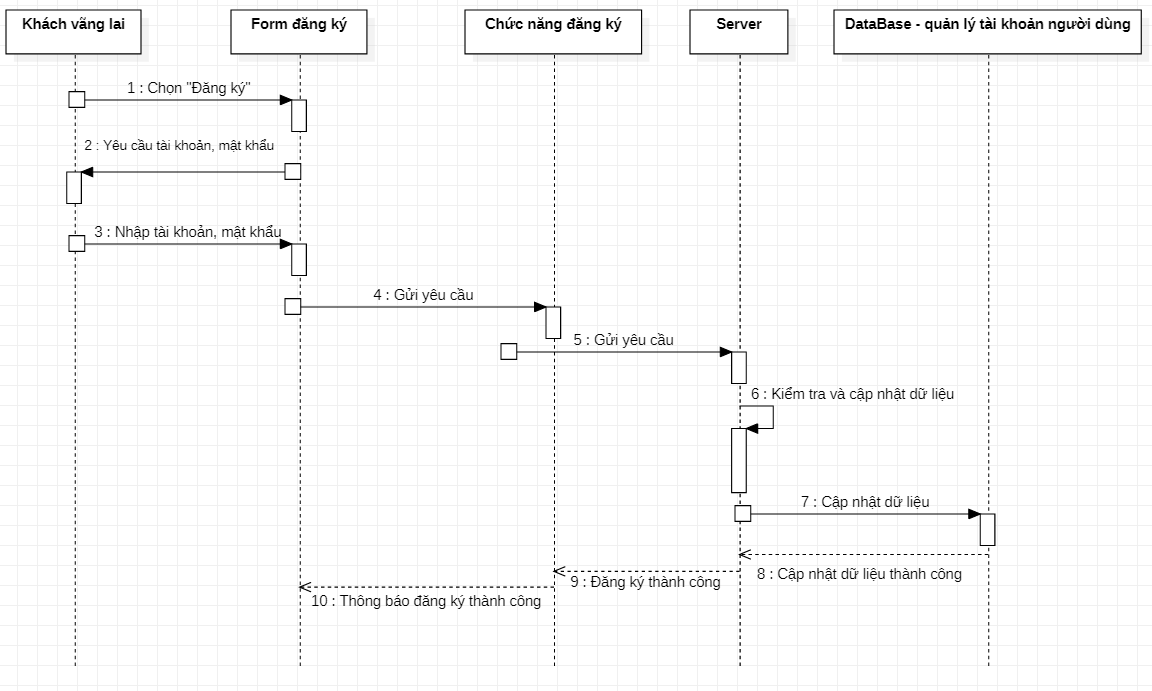 Khách vãng lai
Form đăng ký
Chức năng đăng ký
Server
DataBase - quản lý tài khoản người dùng
1 : Chọn "Đăng ký"
2 : Yêu cầu tài khoản, mật khẩu
3 : Nhập tài khoản, mật khẩu
4 : Gửi yêu cầu
5 : Gửi yêu cầu
6 : Kiểm tra và cập nhật dữ liệu
7 : Cập nhật dữ liệu
8 : Cập nhật dữ liệu thành công
9 : Đăng ký thành công
10 : Thông báo đăng ký thành công